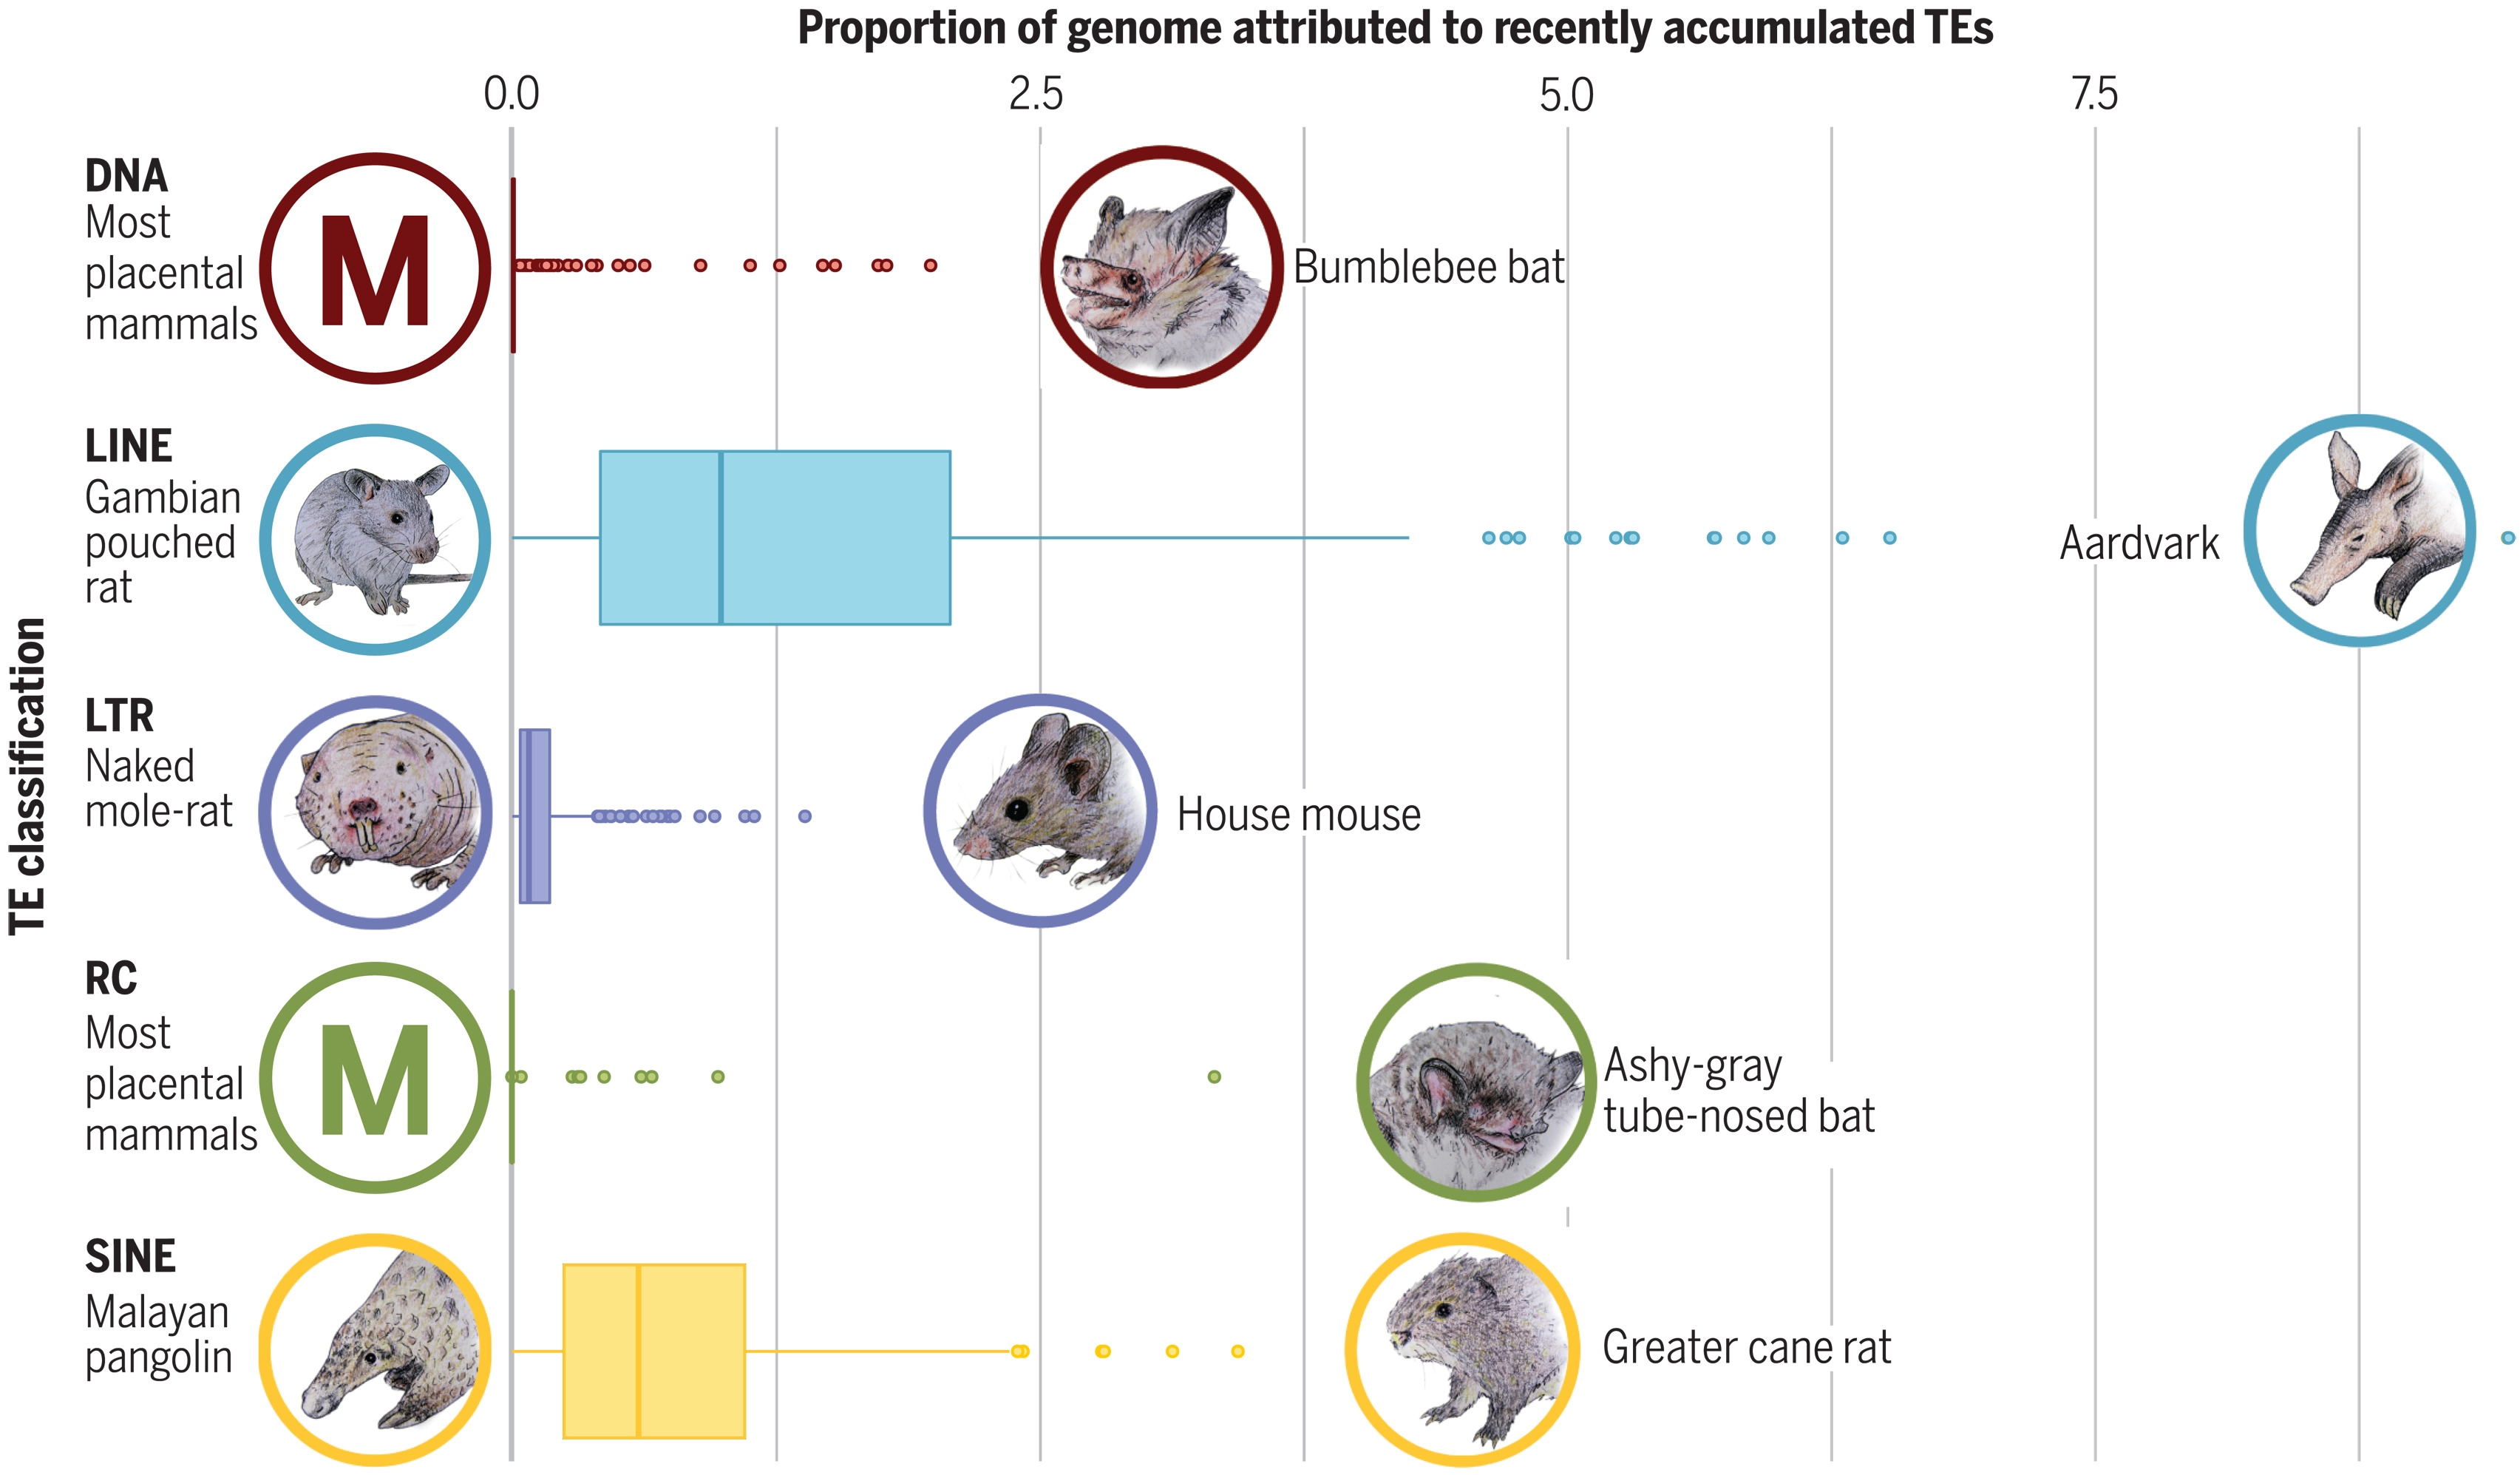 Proportion of genome attributed to recently accumulated TEs
0.0 2.5 5.0 7.5
TE classification
DNA
Most
placental
mammals
M
Bumblebee bat
LINE
Gambian
pouched
rat
Aardvark
LTR
Naked
mole-rat
House mouse
RC
Most
placental
mammals
M
Ashy-gray
tube-nosed bat
SINE
Malayan
pangolin
Greater cane rat